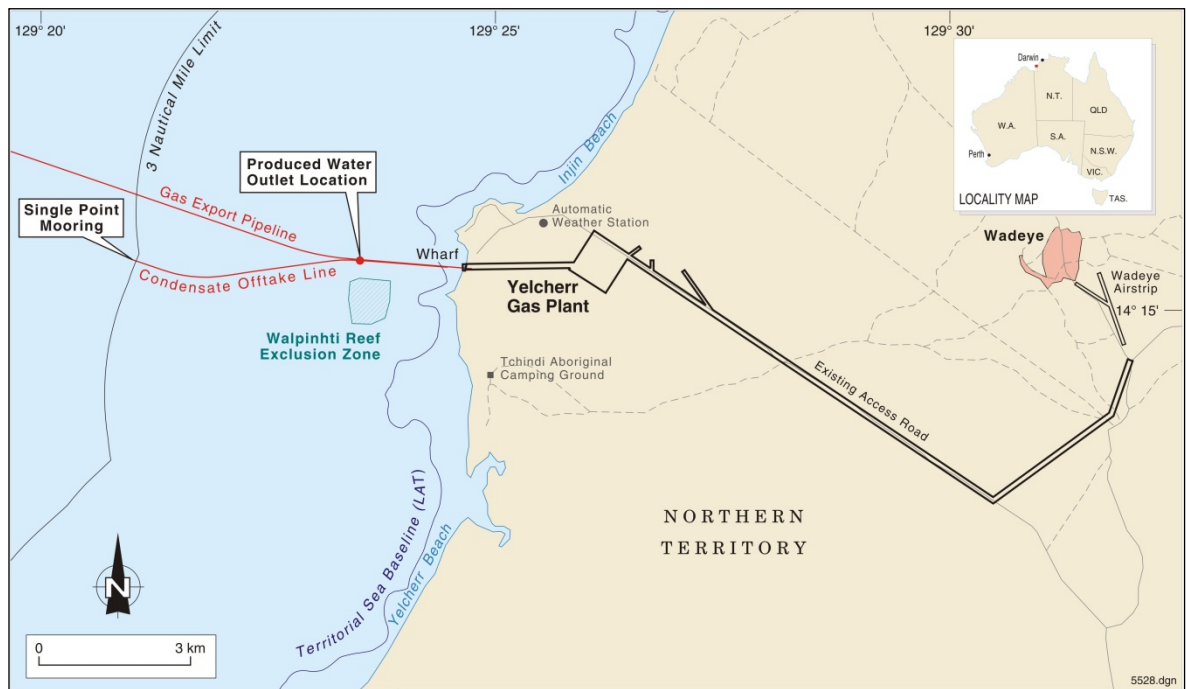 129° 20'
129° 25'
129° 30'
3 Nautical Mile Limit
Darwin
N.T.
QLD
W.A.
S.A.
N.S.W.
Perth
VIC.
TAS.
LOCALITY MAP
Injin Beach
Produced Water
Outlet Location
Gas Export Pipeline
Single Point
Mooring
Condensate Offtake Line
Automatic
Weather Station
Wharf
Yelcherr
Gas Plant
Wadeye
Wadeye
Airstrip
14° 15'
Walpinhti Reef
Exclusion Zone
Tchindi Aboriginal
Camping Ground
Existing Access Road
Territorial Sea Baseline (LAT)
Yelcherr Beach
NORTHERN
TERRITORY
N
0
3 km
5528.dgn